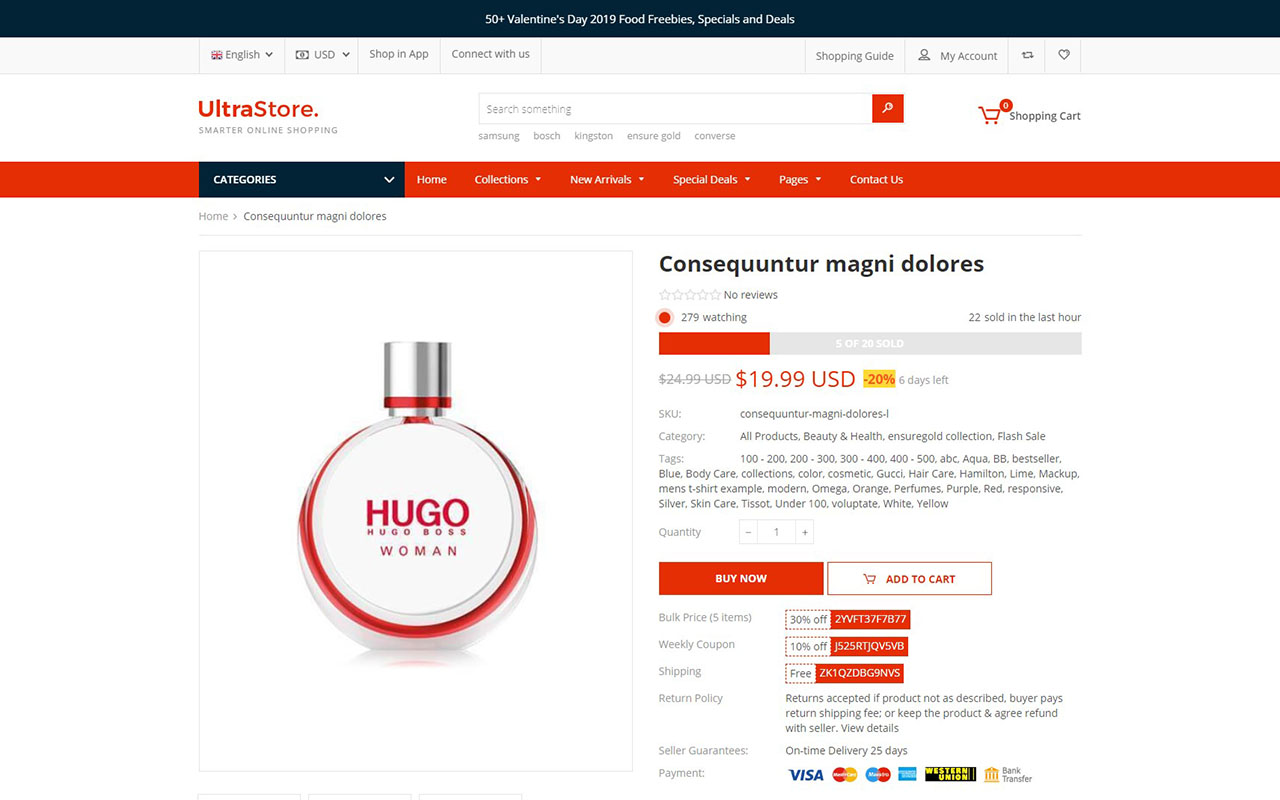 50+ Valentine's Day 2019 Food Freebies, Specials and Deals
English USD Shop in App Connect with us Shopping Guide My Account
UltraStore.
SMARTER ONLINE SHOPPING
Search something
0
Shopping Cart
samsung bosch kingston ensure gold converse
CATEGORIES Home Collections New Arrivals Special Deals Pages Contact Us
Home > Consequuntur magni dolores
HUGO
HUGO BOSS
WOMAN
Consequuntur magni dolores
No reviews
279 watching 22 sold in the last hour
5 OF 20 SOLD
$24.99 USD $19.99 USD -20% 6 days left
SKU: consequuntur-magni-dolores-l
Category: All Products, Beauty & Health, ensuregold collection, Flash Sale
Tags: 100 - 200, 200 - 300, 300 - 400, 400 - 500, abc, Aqua, BB, bestseller,
Blue, Body Care, collections, color, cosmetic, Gucci, Hair Care, Hamilton, Lime, Mackup,
mens t-shirt example, modern, Omega, Orange, Perfumes, Purple, Red, responsive,
Silver, Skin Care, Tissot, Under 100, voluptate, White, Yellow
Quantity − 1 +
BUY NOW ADD TO CART
Bulk Price (5 items) 30% off 2YVFT37F7B77
Weekly Coupon 10% off J525RTJQV5VB
Shipping Free ZK1QZDBG9NVS
Return Policy Returns accepted if product not as described, buyer pays
return shipping fee; or keep the product & agree refund
with seller. View details
Seller Guarantees: On-time Delivery 25 days
Payment: VISA MasterCard Maestro WESTERN UNION Bank Transfer